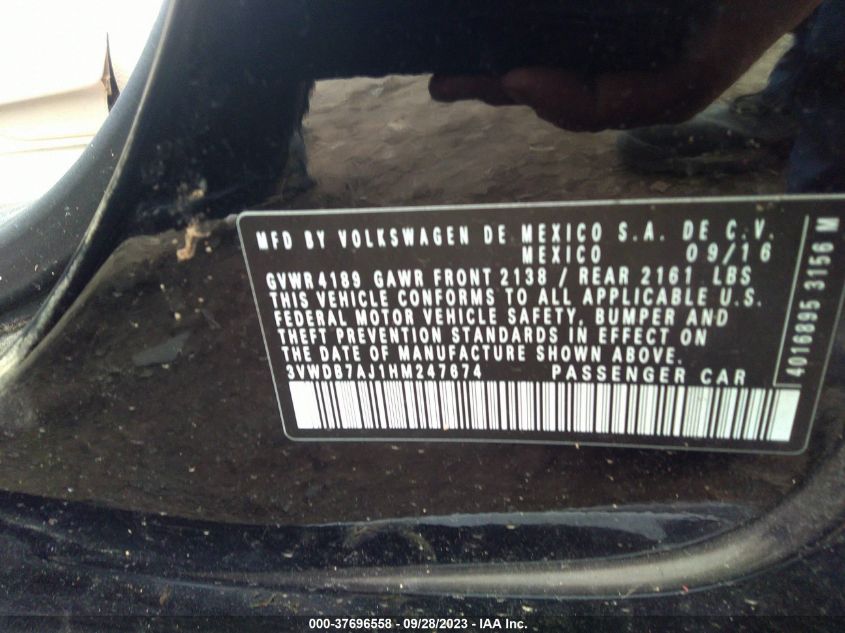 MFD BY VOLKSWAGEN DE MEXICO S.A. DE C.V.
MEXICO 09/16
GVWR 4189 GAWR FRONT 2138 / REAR 2161 LBS
THIS VEHICLE CONFORMS TO ALL APPLICABLE U.S.
FEDERAL MOTOR VEHICLE SAFETY, BUMPER AND
THEFT PREVENTION STANDARDS IN EFFECT ON
THE DATE OF MANUFACTURE SHOWN ABOVE.
3VWDB7AJ1HM247674 PASSENGER CAR
4016895 3156 M
000-37696558 - 09/28/2023 - IAA Inc.